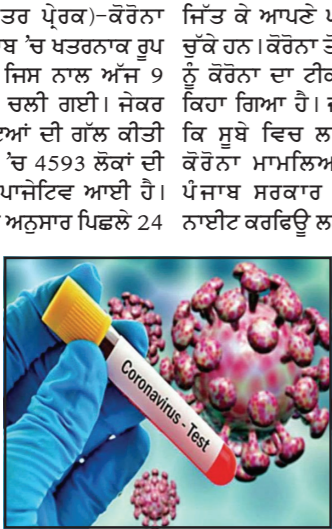 ਤਰ ਪ੍ਰੇਰਕ)-ਕੋਰੋਨਾ
ਬ 'ਚ ਖਤਰਨਾਕ ਰੂਪ
ਜਿਸ ਨਾਲ ਅੱਜ 9
ਚਲੀ ਗਈ। ਜੇਕਰ
ਟਆਂ ਦੀ ਗੱਲ ਕੀਤੀ
'ਚ 4593 ਲੋਕਾਂ ਦੀ
ਪਾਜੇਟਿਵ ਆਈ ਹੈ।
ਅਨੁਸਾਰ ਪਿਛਲੇ 24
ਜਿੱਤ ਕੇ ਆਪਣੇ
ਚੁੱਕੇ ਹਨ। ਕੋਰੋਨਾ ਤੋਂ
ਨੂੰ ਕੋਰੋਨਾ ਦਾ ਟੀਕ
ਕਿਹਾ ਗਿਆ ਹੈ।
ਕਿ ਸੂਬੇ ਵਿਚ ਲ
ਕੋਰੋਨਾ ਮਾਮਲਿਅ
ਪੰਜਾਬ ਸਰਕਾਰ
ਨਾਈਟ ਕਰਫਿਊ ਲ
Coronavirus - Test